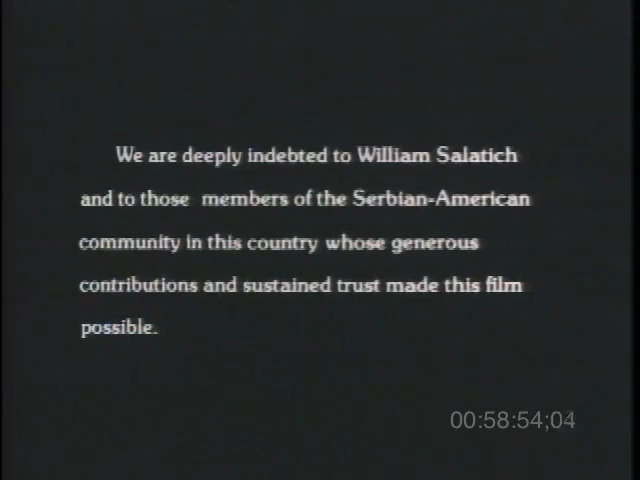 We are deeply indebted to William Salatich
and to those members of the Serbian-American
community in this country whose generous
contributions and sustained trust made this film
possible.
00:58:54;04